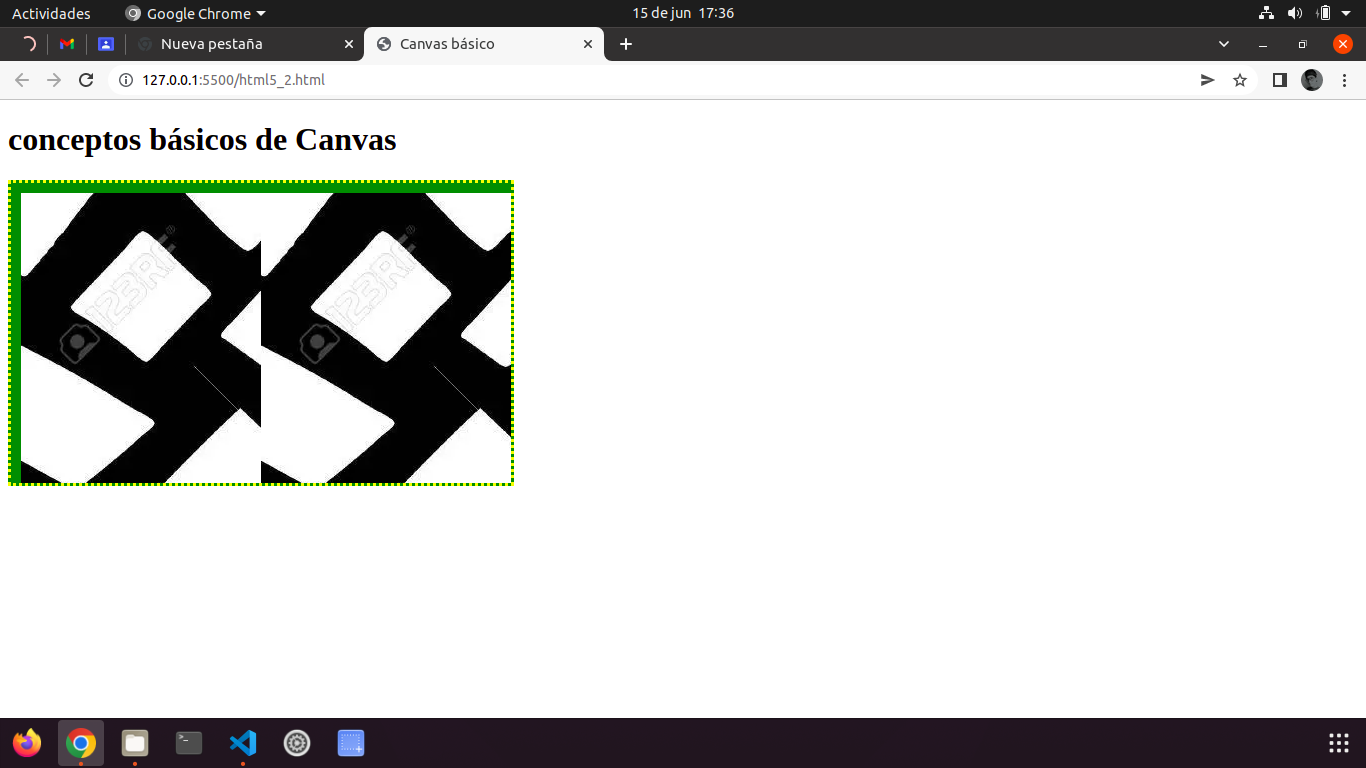 Actividades
Google Chrome
15 de jun 17:36
Nueva pestaña
Canvas básico
127.0.0.1:5500/html5_2.html
conceptos básicos de Canvas
123RF® 123RF®